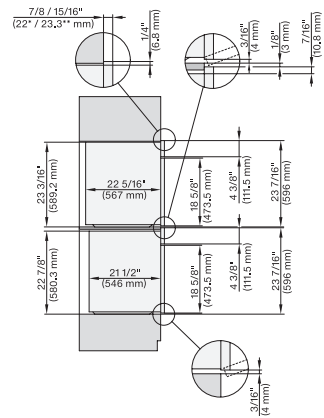 7/8 / 15/16"
(22* / 23.3** mm)
1/4"
(6.8 mm)
3/16"
(4 mm)
1/8"
(3 mm)
7/16"
(10.8 mm)
23 3/16"
(589.2 mm)
22 5/16"
(567 mm)
18 5/8"
(473.5 mm)
4 3/8"
(111.5 mm)
23 7/16"
(596 mm)
22 7/8"
(580.3 mm)
21 1/2"
(546 mm)
18 5/8"
(473.5 mm)
4 3/8"
(111.5 mm)
23 7/16"
(596 mm)
3/16"
(4 mm)